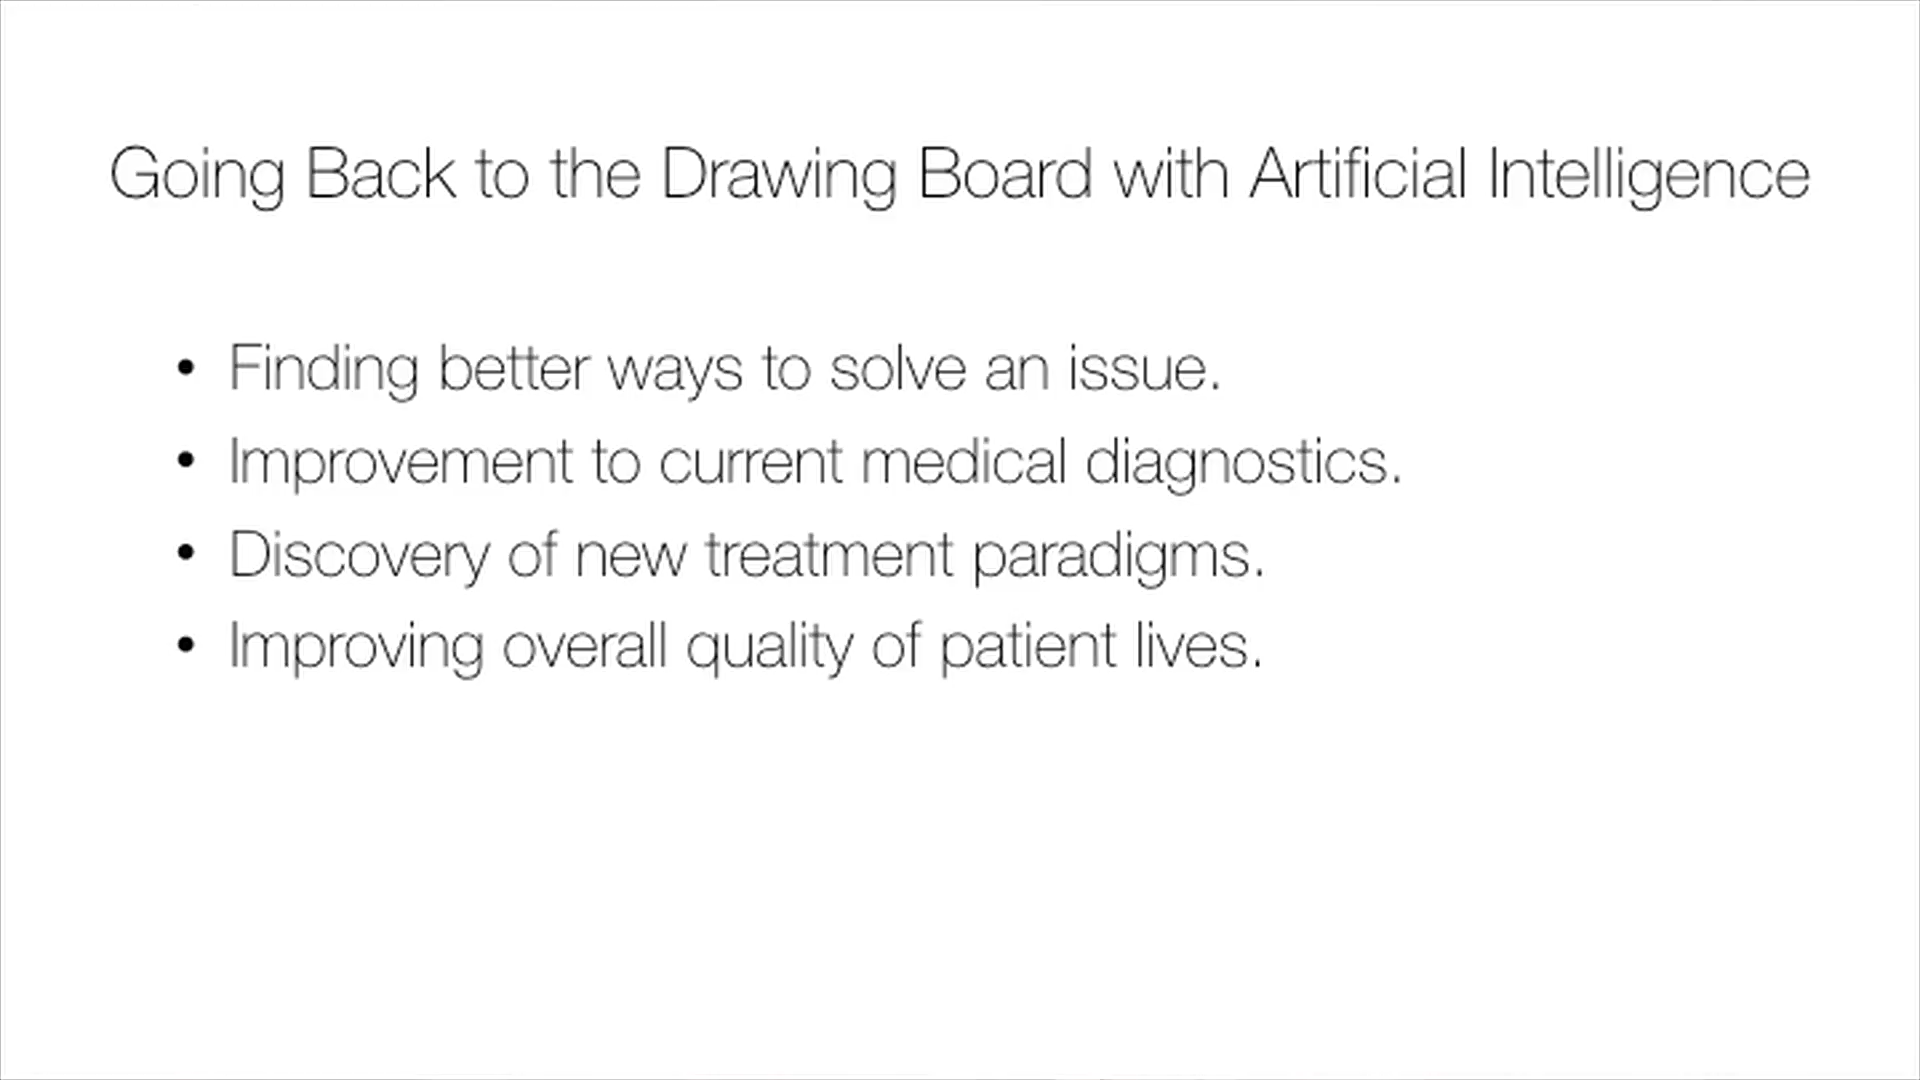 Going Back to the Drawing Board with Artificial Intelligence
• Finding better ways to solve an issue.
• Improvement to current medical diagnostics.
• Discovery of new treatment paradigms.
• Improving overall quality of patient lives.